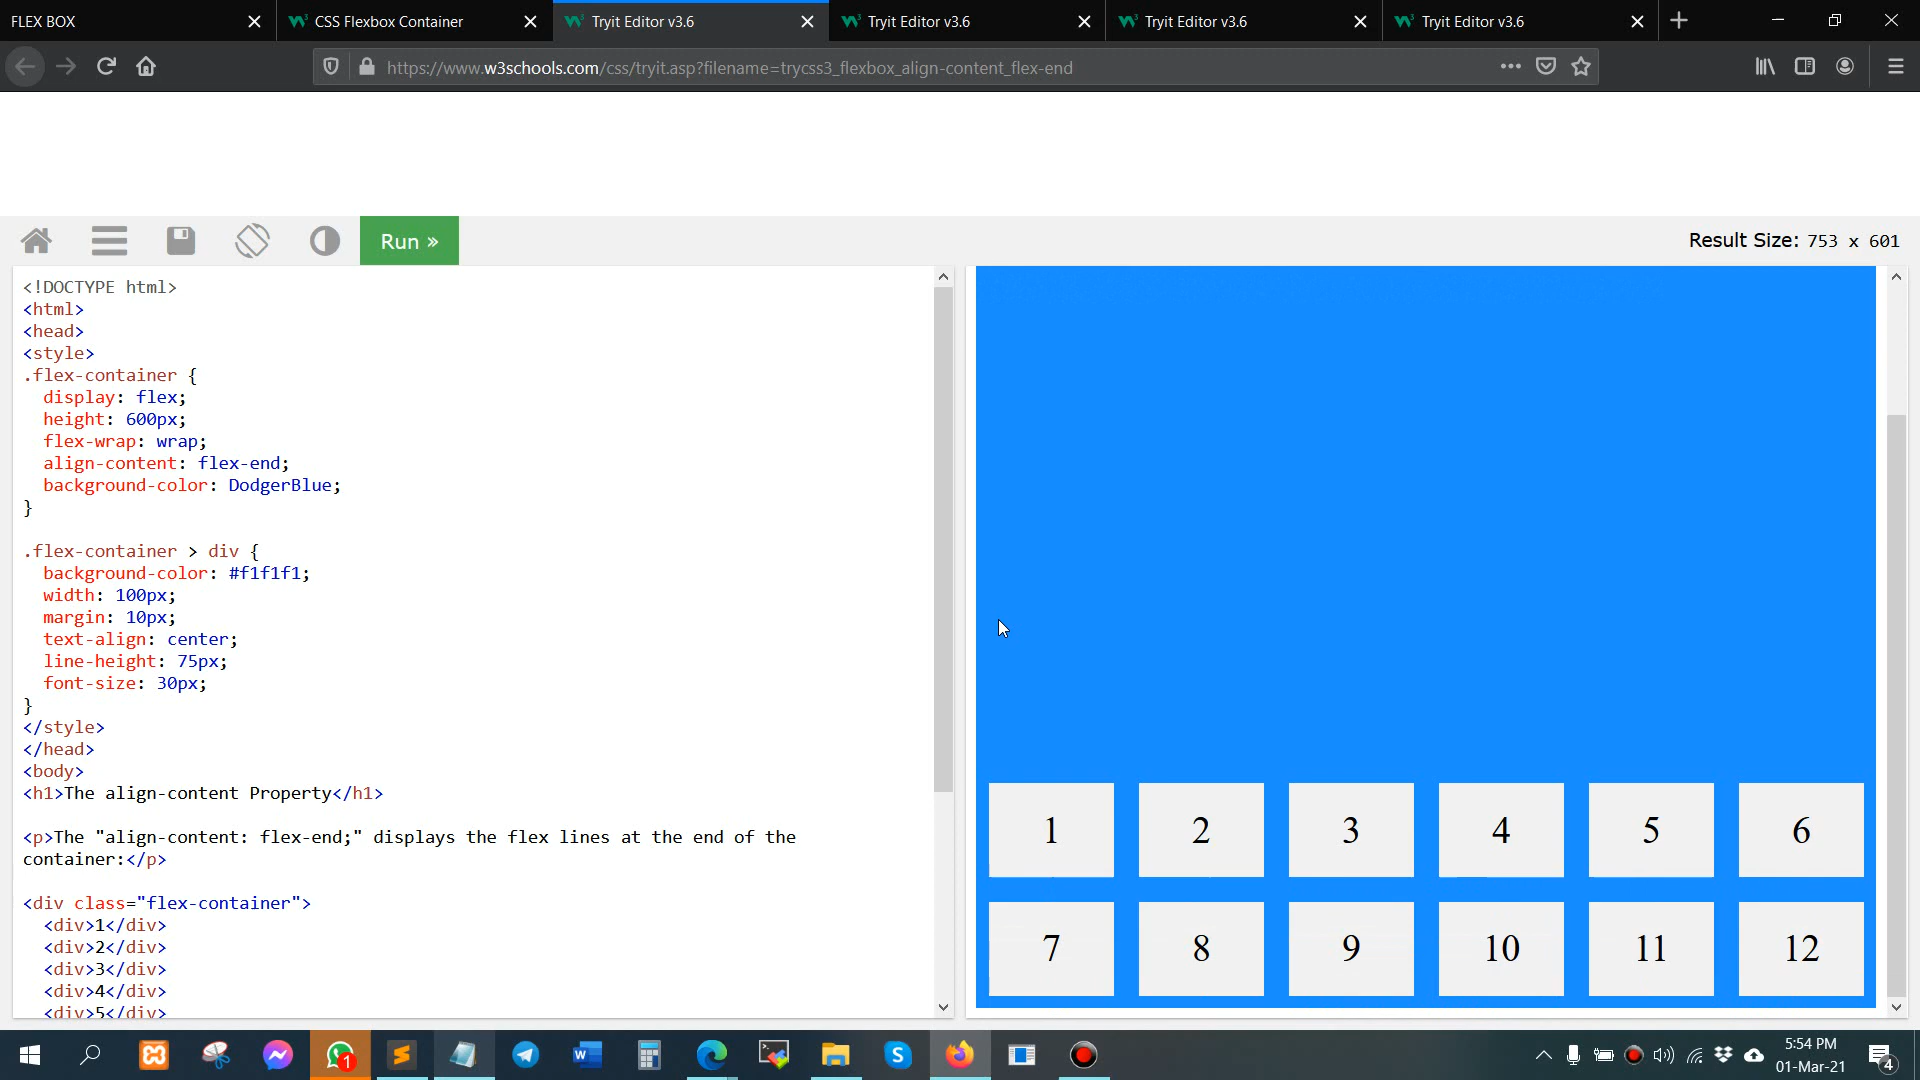 FLEX BOX
CSS Flexbox Container
Tryit Editor v3.6
Tryit Editor v3.6
Tryit Editor v3.6
Tryit Editor v3.6
https://www.w3schools.com/css/tryit.asp?filename=trycss3_flexbox_align-content_flex-end
Run »
Result Size: 753 x 601
<!DOCTYPE html>
<html>
<head>
<style>
.flex-container {
  display: flex;
  height: 600px;
  flex-wrap: wrap;
  align-content: flex-end;
  background-color: DodgerBlue;
}
.flex-container > div {
  background-color: #f1f1f1;
  width: 100px;
  margin: 10px;
  text-align: center;
  line-height: 75px;
  font-size: 30px;
}
</style>
</head>
<body>
<h1>The align-content Property</h1>
<p>The "align-content: flex-end;" displays the flex lines at the end of the
container:</p>
<div class="flex-container">
  <div>1</div>
  <div>2</div>
  <div>3</div>
  <div>4</div>
  <div>5</div>
1 2 3 4 5 6
7 8 9 10 11 12
1
5:54 PM
01-Mar-21
4